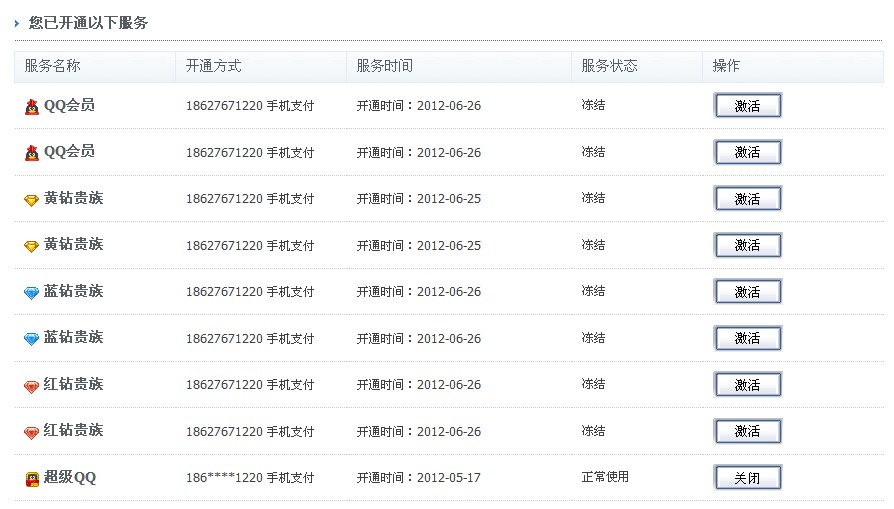 您已开通以下服务
服务名称 开通方式 服务时间 服务状态 操作
QQ会员 18627671220 手机支付 开通时间：2012-06-26 冻结 激活
QQ会员 18627671220 手机支付 开通时间：2012-06-26 冻结 激活
黄钻贵族 18627671220 手机支付 开通时间：2012-06-25 冻结 激活
黄钻贵族 18627671220 手机支付 开通时间：2012-06-25 冻结 激活
蓝钻贵族 18627671220 手机支付 开通时间：2012-06-26 冻结 激活
蓝钻贵族 18627671220 手机支付 开通时间：2012-06-26 冻结 激活
红钻贵族 18627671220 手机支付 开通时间：2012-06-26 冻结 激活
红钻贵族 18627671220 手机支付 开通时间：2012-06-26 冻结 激活
超级QQ 186****1220 手机支付 开通时间：2012-05-17 正常使用 关闭